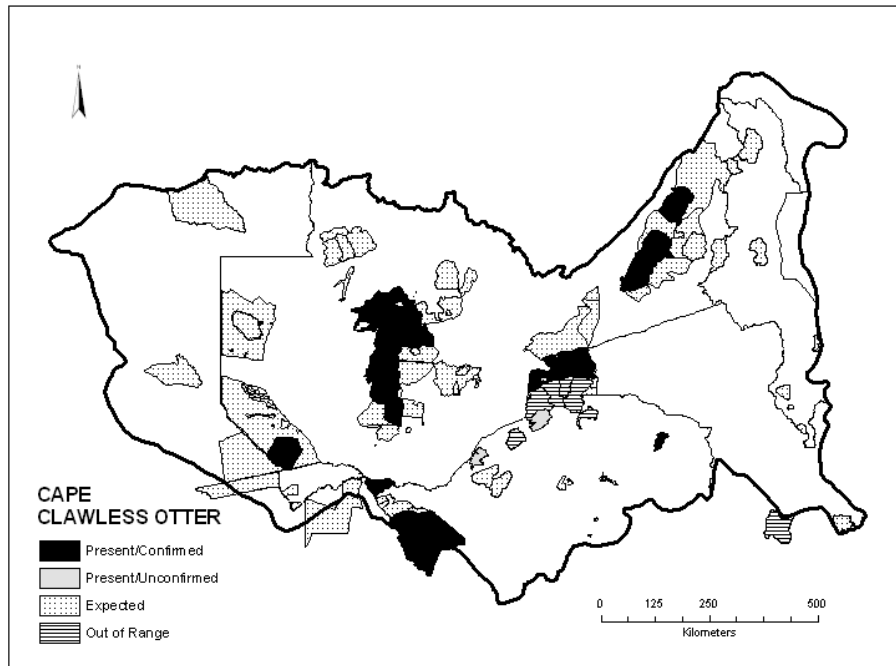 CAPE
CLAWLESS OTTER
Present/Confirmed
Present/Unconfirmed
Expected
Out of Range
0 125 250 500
Kilometers